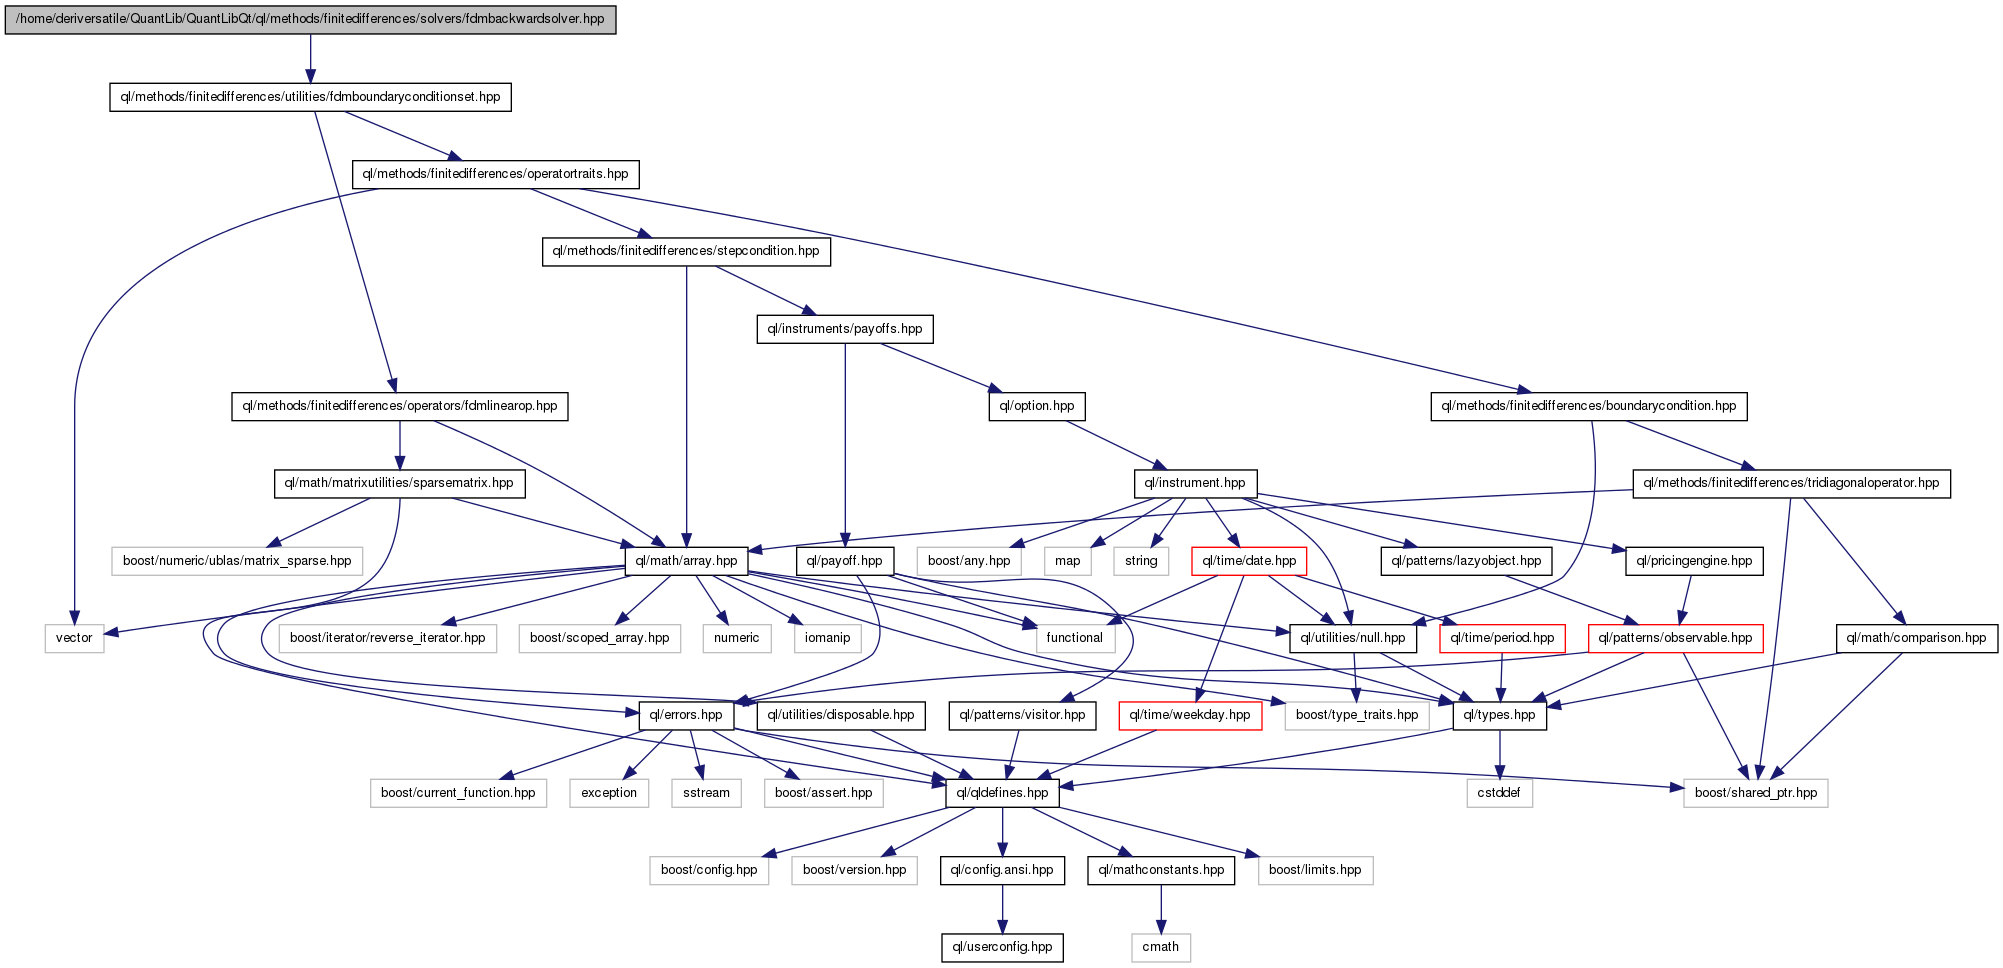 /home/deriversatile/QuantLib/QuantLibQt/ql/methods/finitedifferences/solvers/fdmbackwardsolver.hpp
ql/methods/finitedifferences/utilities/fdmboundaryconditionset.hpp
ql/methods/finitedifferences/operatortraits.hpp
ql/methods/finitedifferences/stepcondition.hpp
ql/instruments/payoffs.hpp
ql/methods/finitedifferences/operators/fdmlinearop.hpp
ql/option.hpp
ql/methods/finitedifferences/boundarycondition.hpp
ql/math/matrixutilities/sparsematrix.hpp
ql/instrument.hpp
ql/methods/finitedifferences/tridiagonaloperator.hpp
boost/numeric/ublas/matrix_sparse.hpp
ql/math/array.hpp
ql/payoff.hpp
boost/any.hpp
map
string
ql/time/date.hpp
ql/patterns/lazyobject.hpp
ql/pricingengine.hpp
vector
boost/iterator/reverse_iterator.hpp
boost/scoped_array.hpp
numeric
iomanip
functional
ql/utilities/null.hpp
ql/time/period.hpp
ql/patterns/observable.hpp
ql/math/comparison.hpp
ql/errors.hpp
ql/utilities/disposable.hpp
ql/patterns/visitor.hpp
ql/time/weekday.hpp
boost/type_traits.hpp
ql/types.hpp
boost/current_function.hpp
exception
sstream
boost/assert.hpp
ql/qldefines.hpp
cstddef
boost/shared_ptr.hpp
boost/config.hpp
boost/version.hpp
ql/config.ansi.hpp
ql/mathconstants.hpp
boost/limits.hpp
ql/userconfig.hpp
cmath